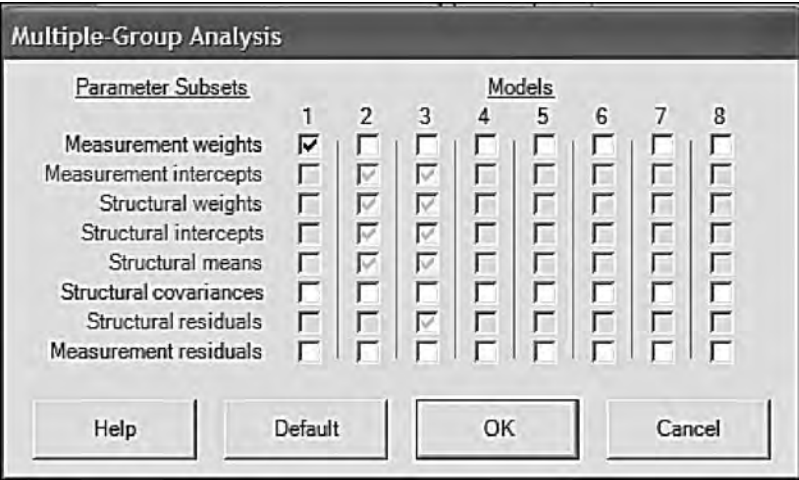 Multiple-Group Analysis
Parameter Subsets Models
1 2 3 4 5 6 7 8
Measurement weights
Measurement intercepts
Structural weights
Structural intercepts
Structural means
Structural covariances
Structural residuals
Measurement residuals
Help Default OK Cancel